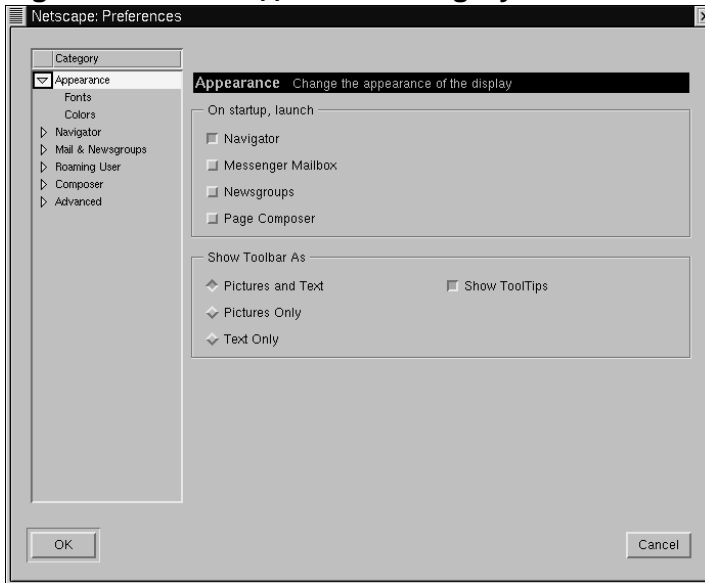 Netscape: Preferences
Category
Appearance
Fonts
Colors
Navigator
Mail & Newsgroups
Roaming User
Composer
Advanced
Appearance Change the appearance of the display
On startup, launch
Navigator
Messenger Mailbox
Newsgroups
Page Composer
Show Toolbar As
Pictures and Text
Show ToolTips
Pictures Only
Text Only
OK
Cancel